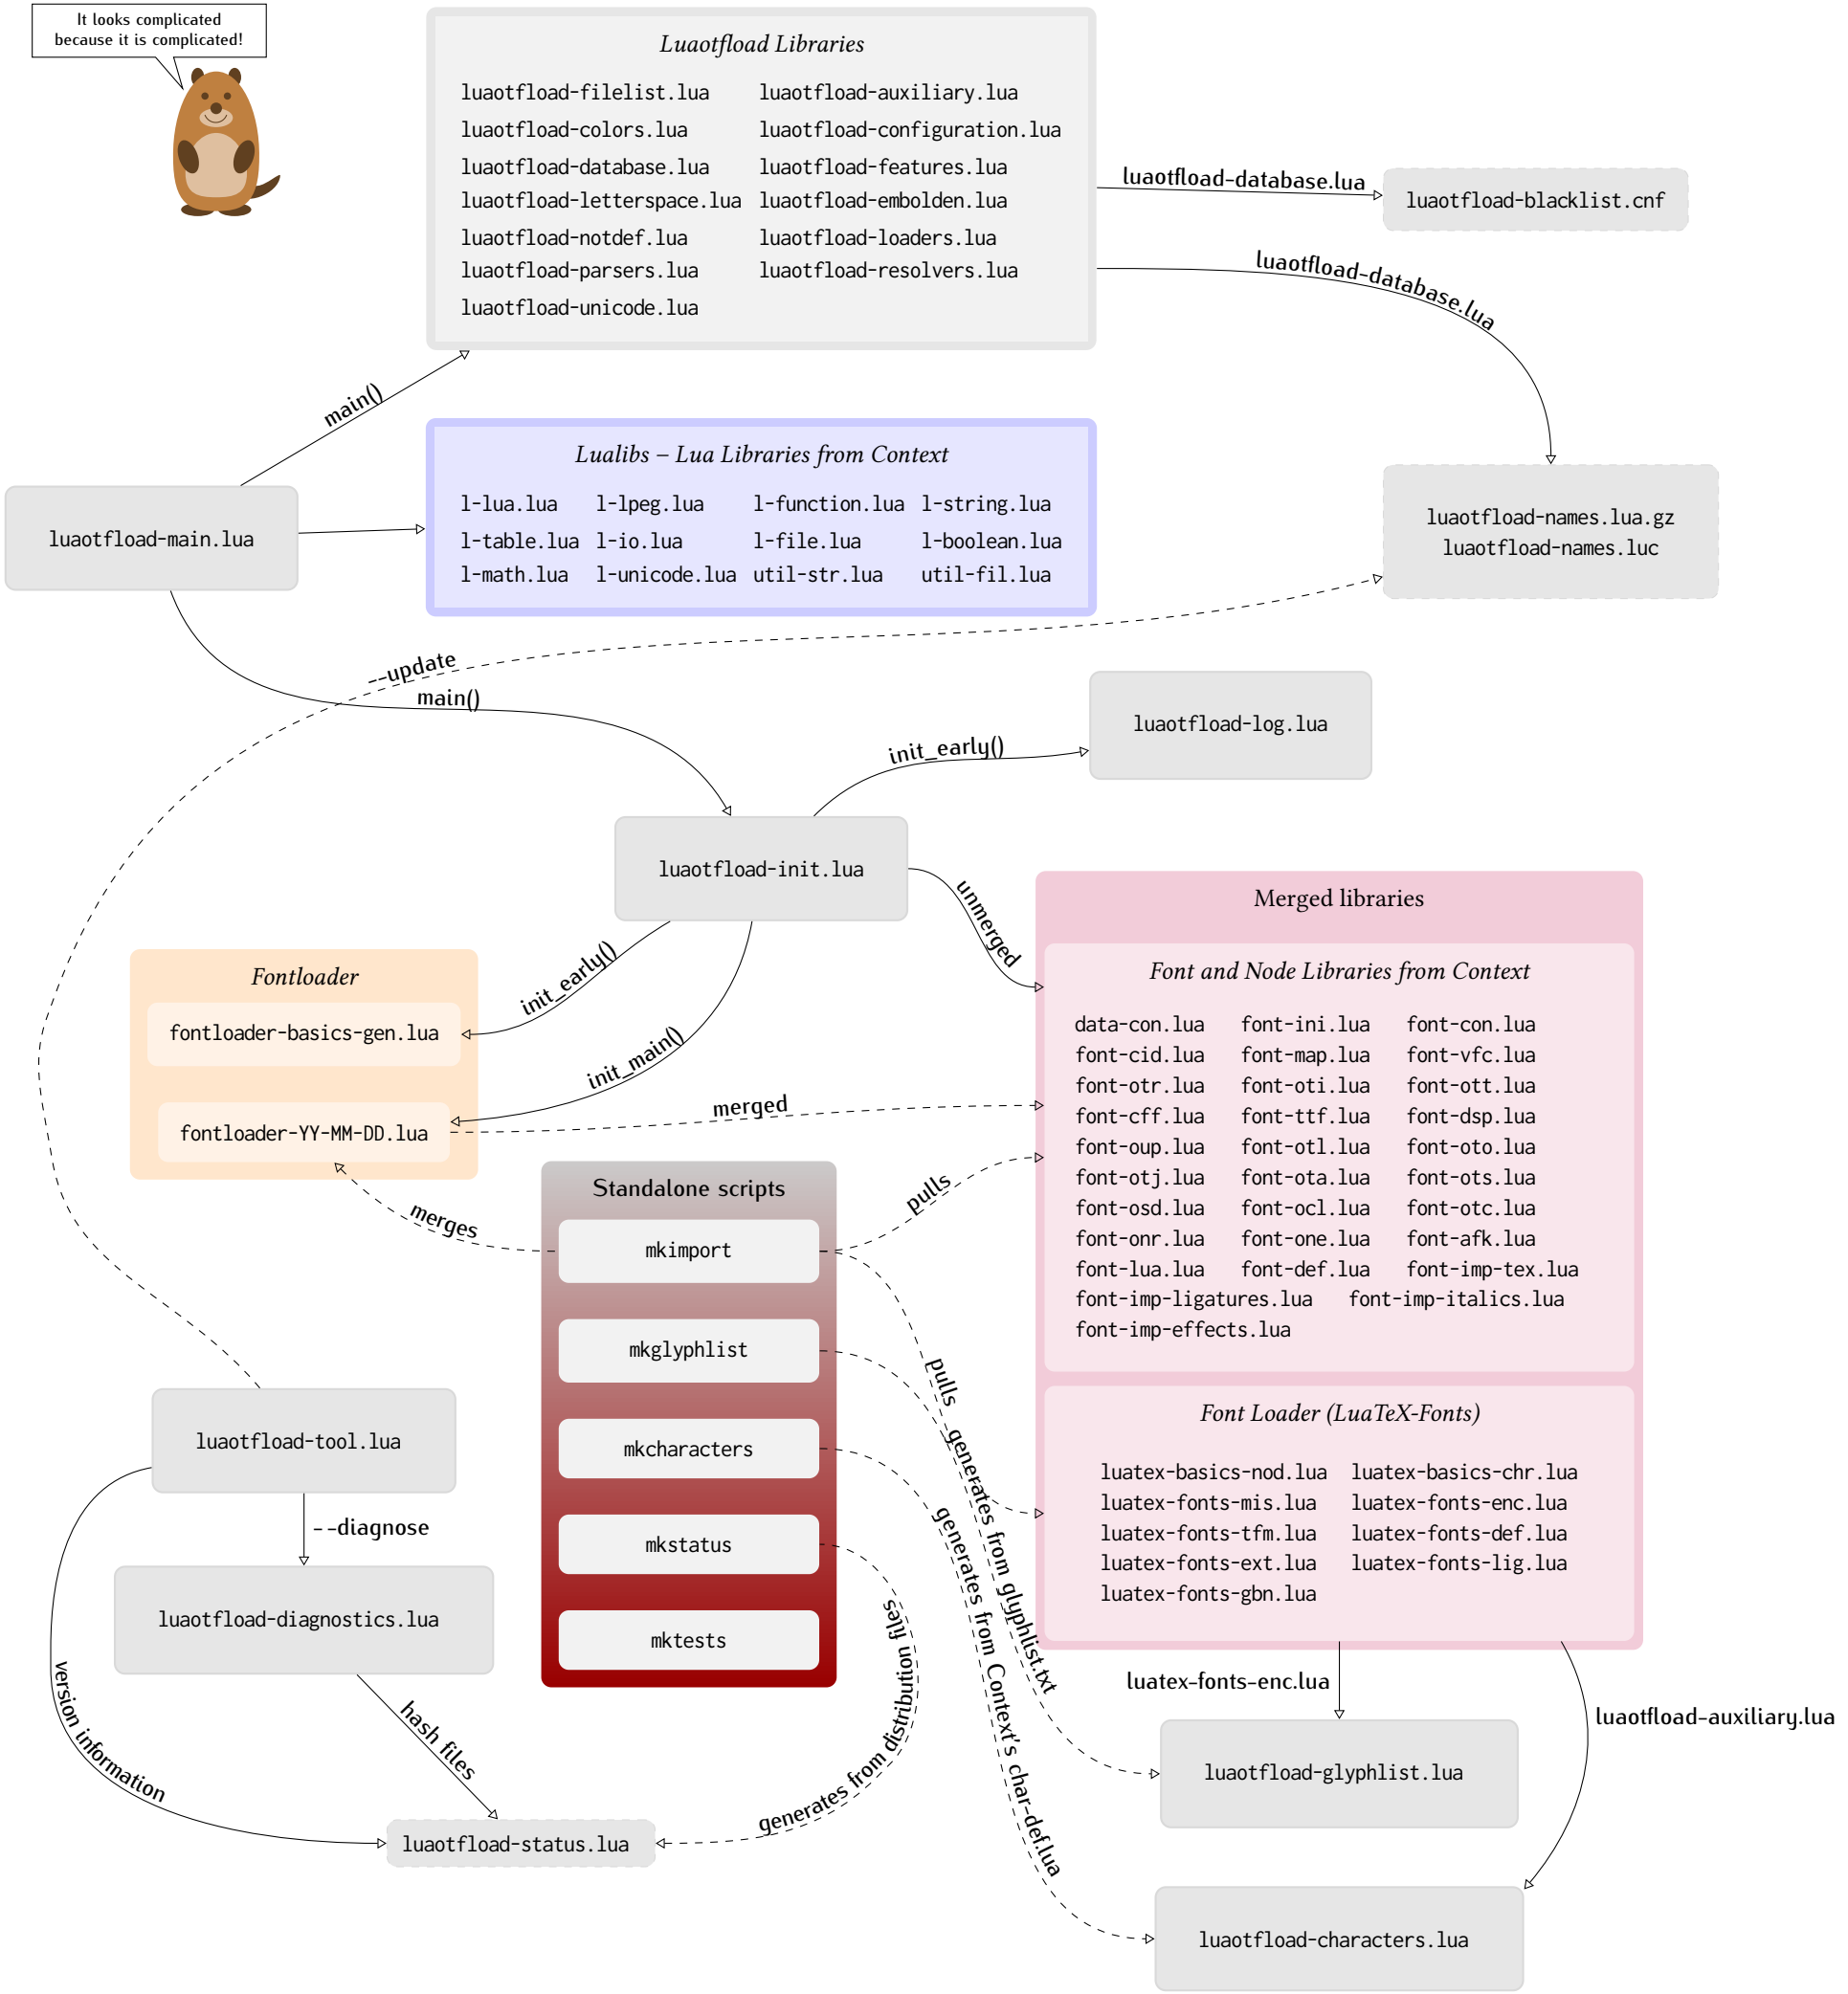 It looks complicated
because it is complicated!
Luaotfload Libraries
luaotfload-filelist.lua luaotfload-auxiliary.lua
luaotfload-colors.lua luaotfload-configuration.lua
luaotfload-database.lua luaotfload-features.lua
luaotfload-letterspace.lua luaotfload-embolden.lua
luaotfload-notdef.lua luaotfload-loaders.lua
luaotfload-parsers.lua luaotfload-resolvers.lua
luaotfload-unicode.lua
luaotfload-database.lua
luaotfload-blacklist.cnf
luaotfload-database.lua
main()
Lualibs – Lua Libraries from Context
l-lua.lua l-lpeg.lua l-function.lua l-string.lua
l-table.lua l-io.lua l-file.lua l-boolean.lua
l-math.lua l-unicode.lua util-str.lua util-fil.lua
luaotfload-main.lua
luaotfload-names.lua.gz
luaotfload-names.luc
--update
main()
luaotfload-log.lua
init_early()
luaotfload-init.lua
unmerged
Merged libraries
Font and Node Libraries from Context
data-con.lua font-ini.lua font-con.lua
font-cid.lua font-map.lua font-vfc.lua
font-otr.lua font-oti.lua font-ott.lua
font-cff.lua font-ttf.lua font-dsp.lua
font-oup.lua font-otl.lua font-oto.lua
font-otj.lua font-ota.lua font-ots.lua
font-osd.lua font-ocl.lua font-otc.lua
font-onr.lua font-one.lua font-afk.lua
font-lua.lua font-def.lua font-imp-tex.lua
font-imp-ligatures.lua font-imp-italics.lua
font-imp-effects.lua
Fontloader
fontloader-basics-gen.lua
fontloader-YY-MM-DD.lua
init_early()
init_main()
merged
merges
pulls
Standalone scripts
mkimport
mkglyphlist
mkcharacters
mkstatus
mktests
pulls
generates from glyphlist.txt
generates from Context's char-def.lua
generates from distribution files
Font Loader (LuaTeX-Fonts)
luatex-basics-nod.lua luatex-basics-chr.lua
luatex-fonts-mis.lua luatex-fonts-enc.lua
luatex-fonts-tfm.lua luatex-fonts-def.lua
luatex-fonts-ext.lua luatex-fonts-lig.lua
luatex-fonts-gbn.lua
luaotfload-tool.lua
--diagnose
luaotfload-diagnostics.lua
version information
hash files
luaotfload-status.lua
luatex-fonts-enc.lua
luaotfload-auxiliary.lua
luaotfload-glyphlist.lua
luaotfload-characters.lua